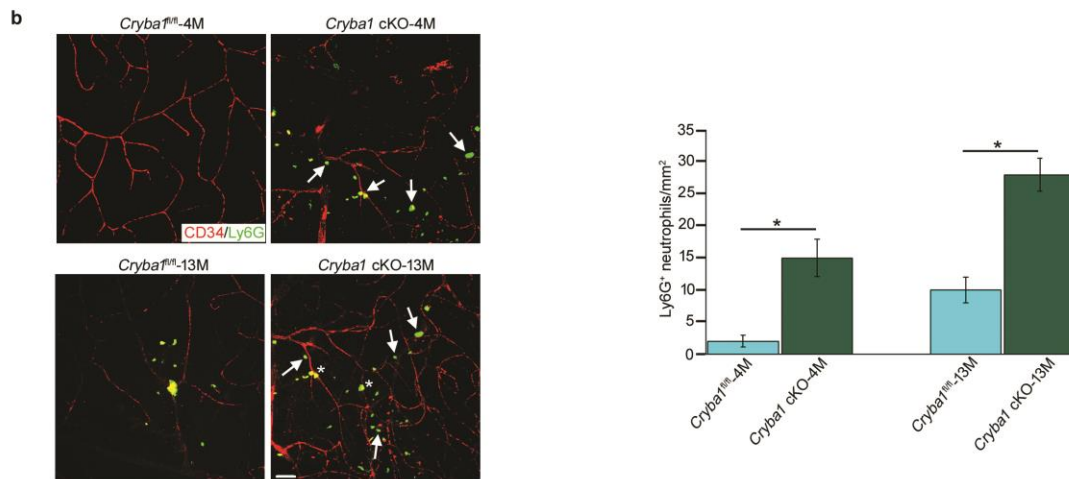 b
Cryba1fl/fl-4M
Cryba1 cKO-4M
CD34/Ly6G
Cryba1fl/fl-13M
Cryba1 cKO-13M
*
*
35
30
25
20
15
10
5
0
Ly6G+ neutrophils/mm2
*
*
Cryba1fl/fl-4M
Cryba1 cKO-4M
Cryba1fl/fl-13M
Cryba1 cKO-13M